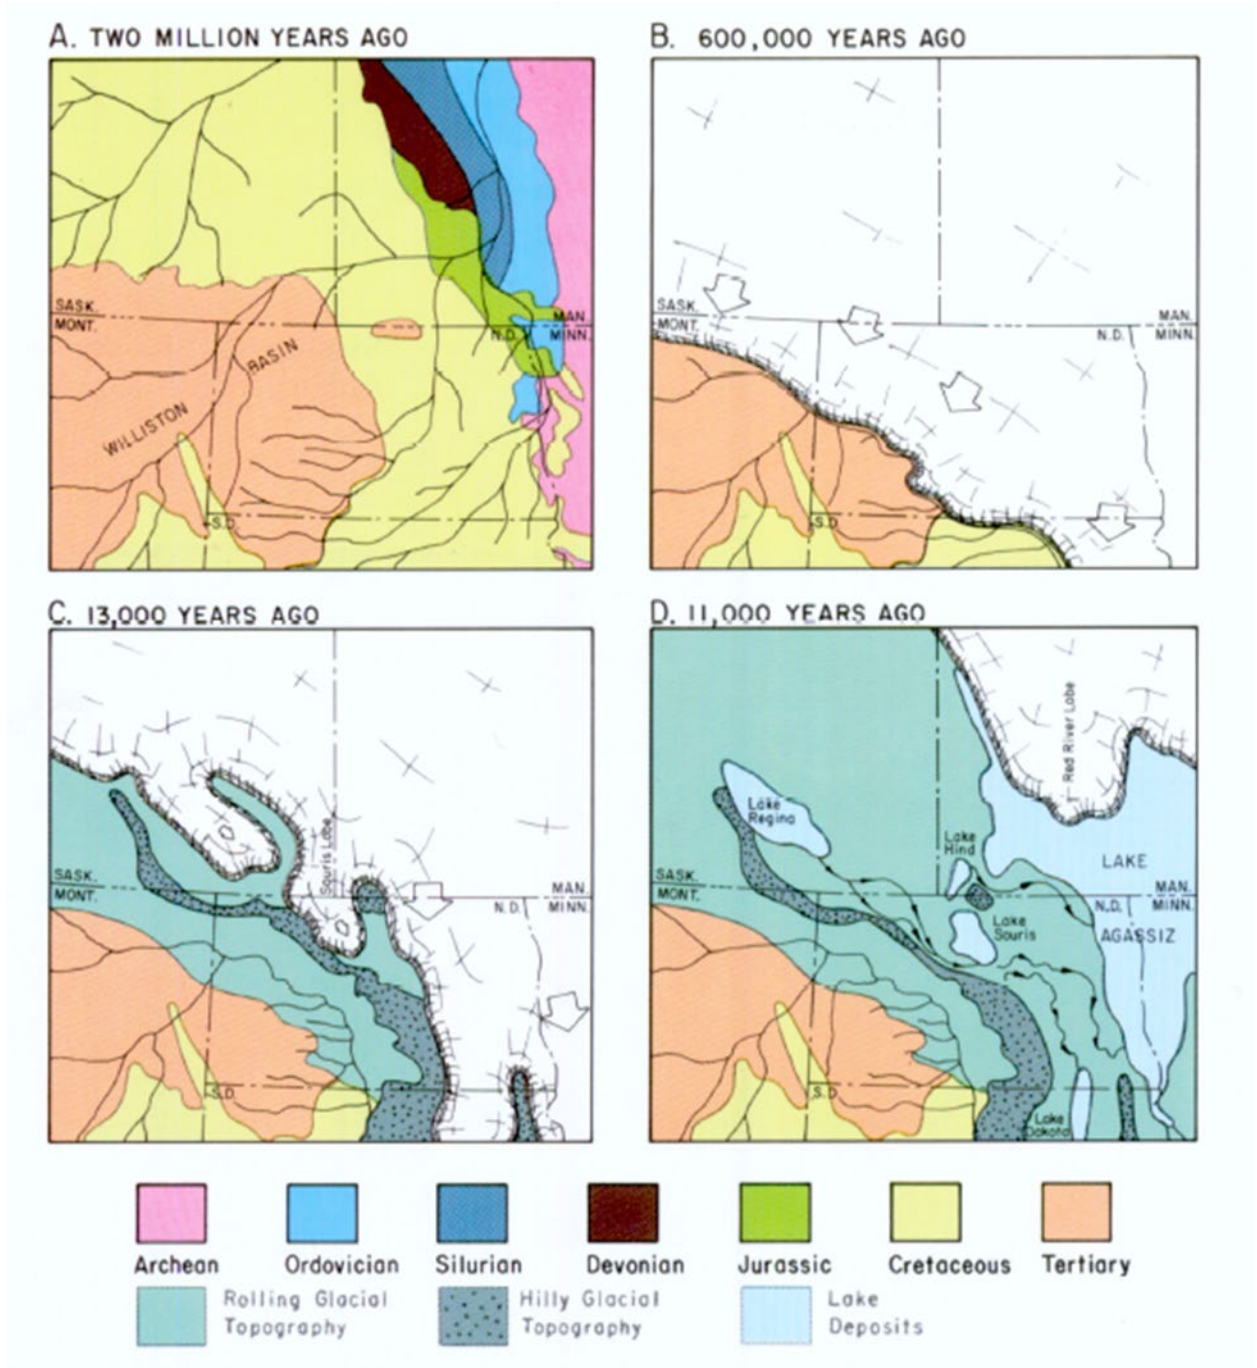 A. TWO MILLION YEARS AGO
SASK.
MONT.
MAN.
N.D.
MINN.
WILLISTON BASIN
S.D.
B. 600,000 YEARS AGO
SASK.
MONT.
MAN.
N.D.
MINN.
S.D.
C. 13,000 YEARS AGO
Souris Lobe
SASK.
MONT.
MAN.
N.D.
MINN.
S.D.
D. 11,000 YEARS AGO
Red River Lobe
Lake
Regina
Lake
Hind
LAKE
SASK.
MONT.
MAN.
N.D.
MINN.
Lake
Souris
AGASSIZ
S.D.
Lake
Dakota
Archean
Ordovician
Silurian
Devonian
Jurassic
Cretaceous
Tertiary
Rolling Glacial
Topography
Hilly Glacial
Topography
Lake
Deposits